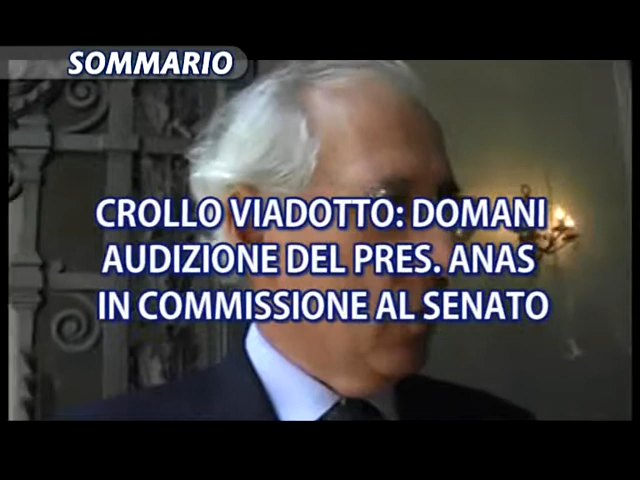 SOMMARIO
CROLLO VIADOTTO: DOMANI
AUDIZIONE DEL PRES. ANAS
IN COMMISSIONE AL SENATO